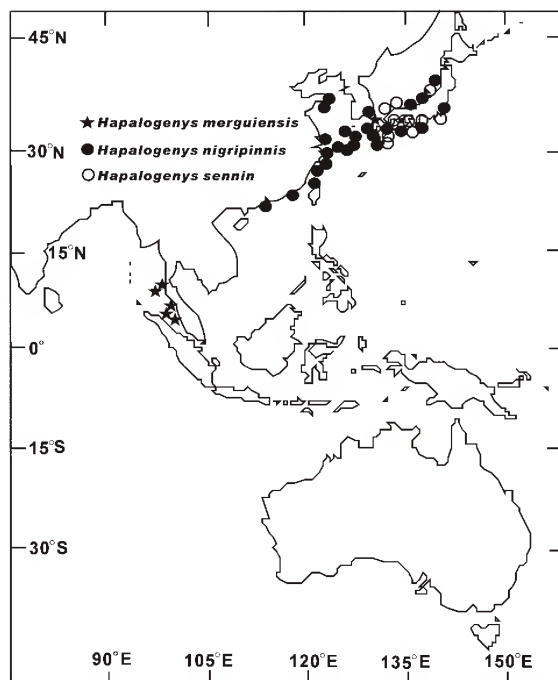 45°N
★ Hapalogenys merguiensis
● Hapalogenys nigripinnis
30°N
○ Hapalogenys sennin
15°N
0°
15°S
30°S
90°E 105°E 120°E 135°E 150°E